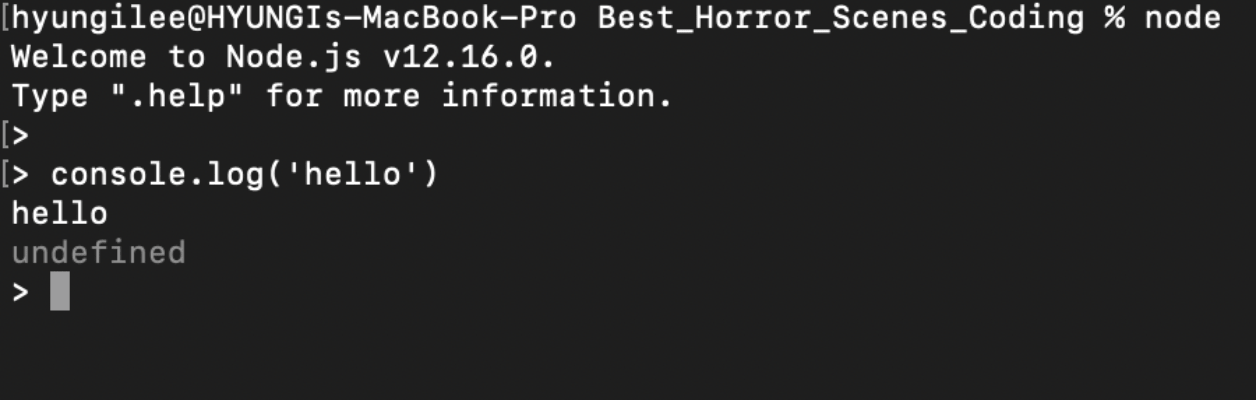 [hyungilee@HYUNGIs-MacBook-Pro Best_Horror_Scenes_Coding % node
Welcome to Node.js v12.16.0.
Type ".help" for more information.
[>
[> console.log('hello')
hello
undefined
>